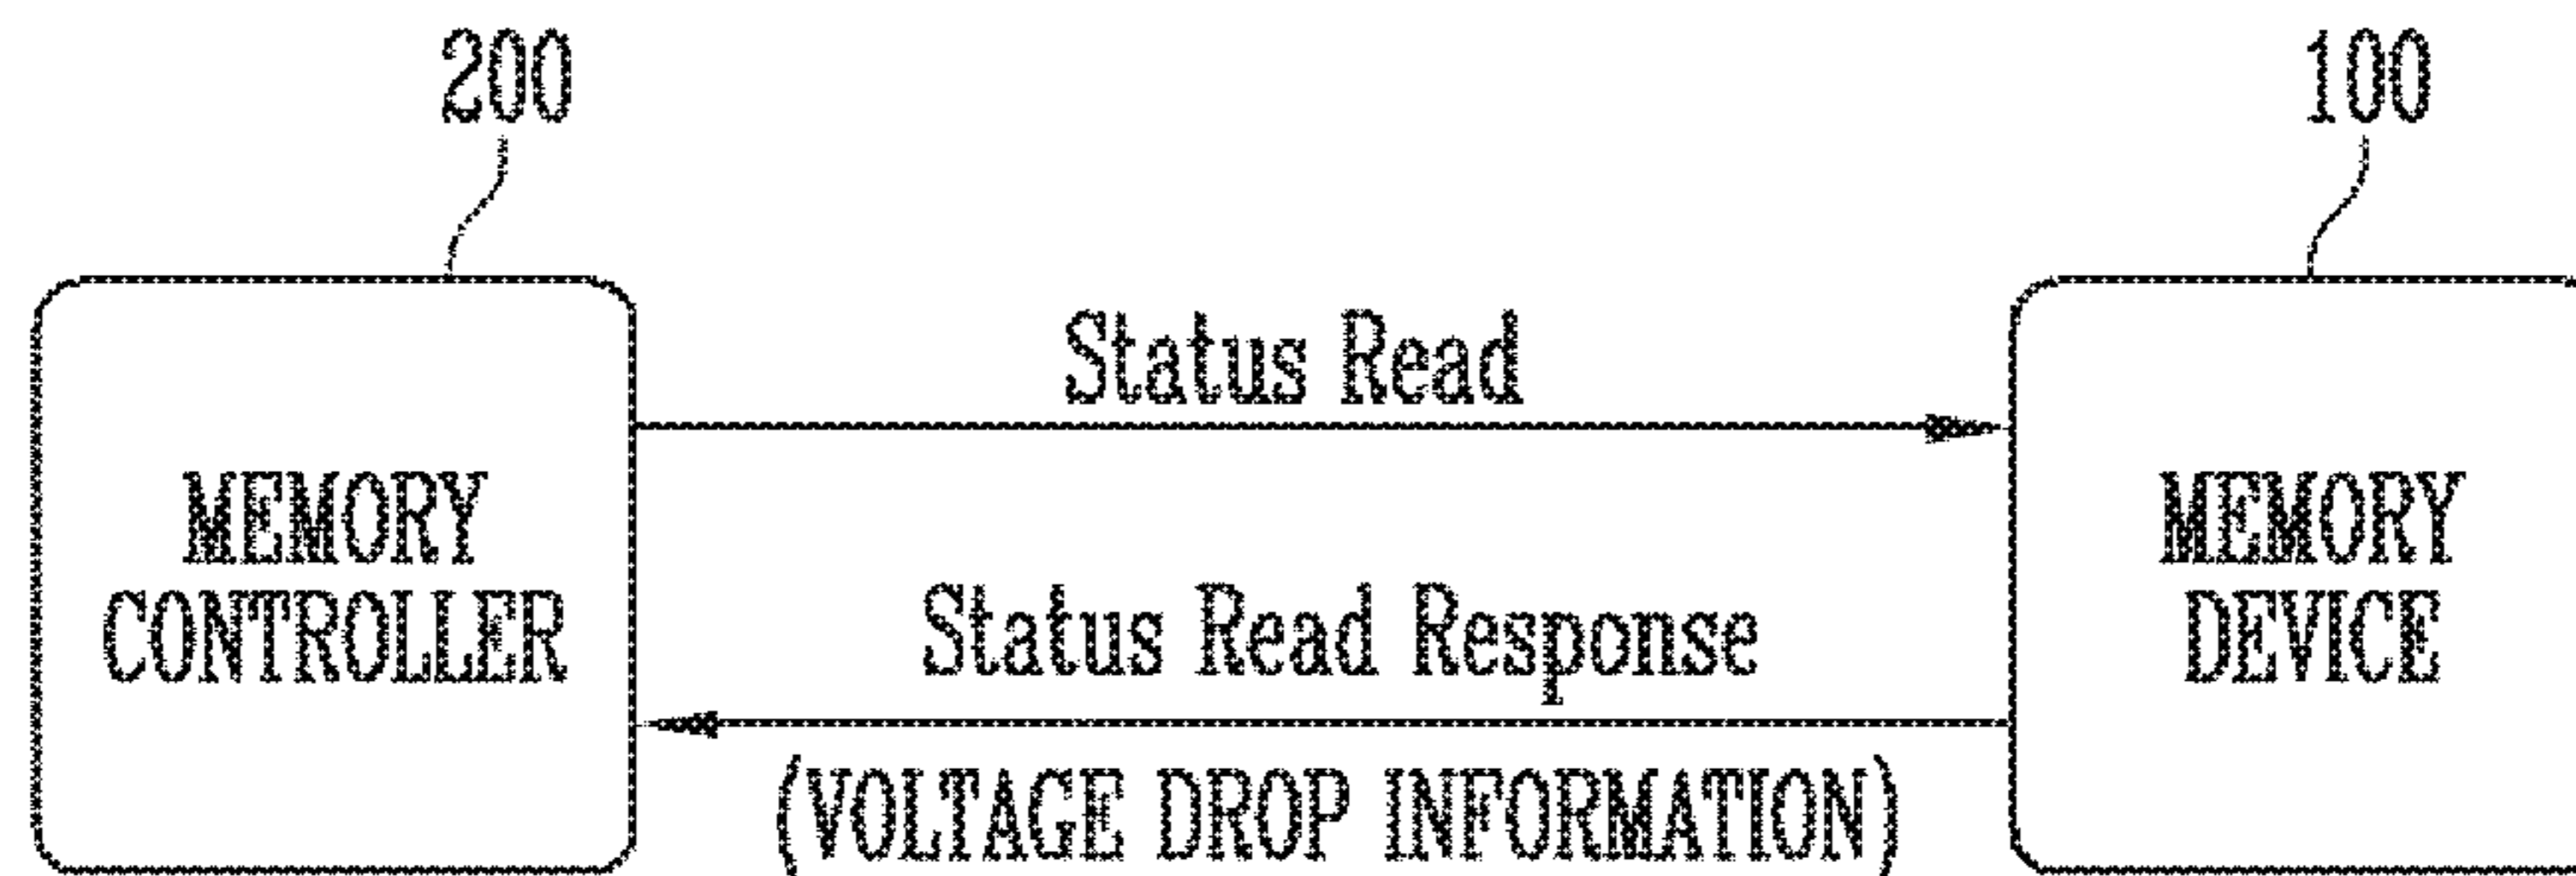 200
100
Status Read
MEMORY
CONTROLLER
MEMORY
DEVICE
Status Read Response
(VOLTAGE DROP INFORMATION)